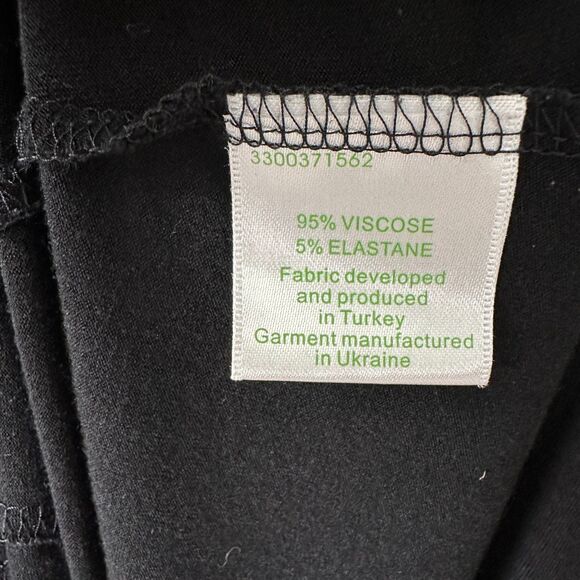 3300371562
95% VISCOSE
5% ELASTANE
Fabric developed
and produced
in Turkey
Garment manufactured
in Ukraine